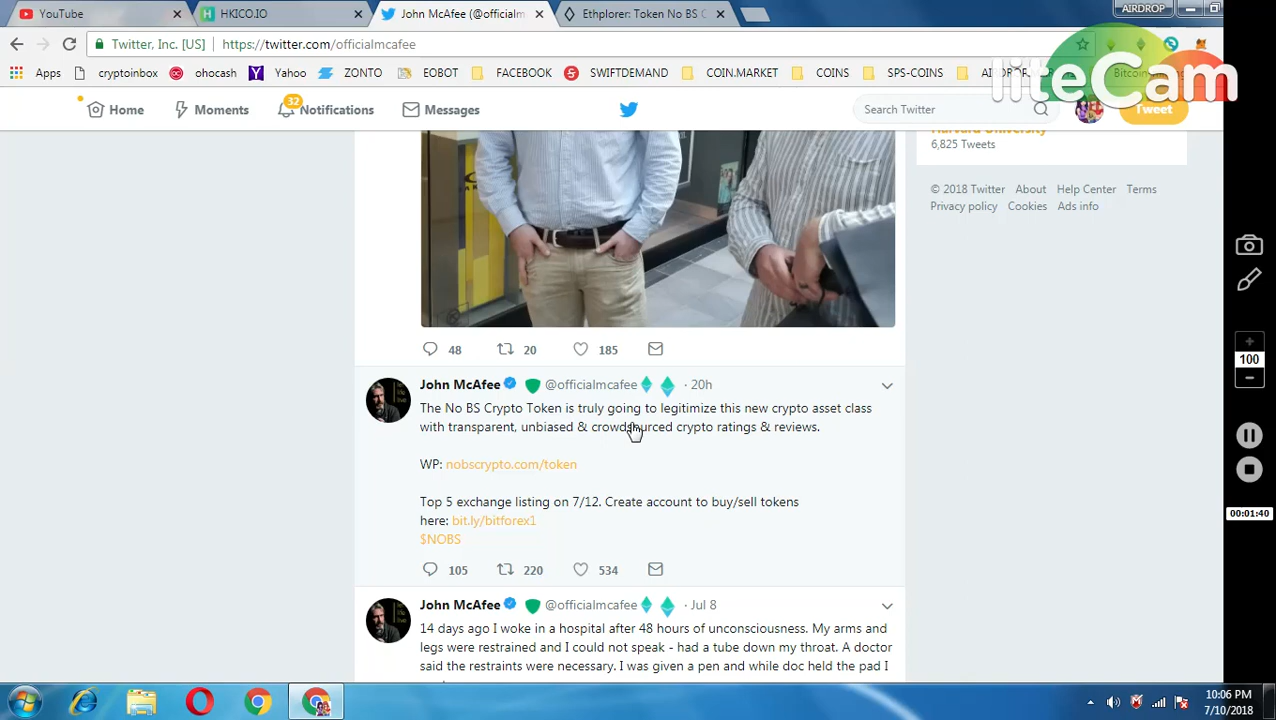 AIRDROP
YouTube
HKICO.IO
John McAfee (@officialm
Ethplorer: Token No BS C
Twitter, Inc. [US]
https://twitter.com/officialmcafee
Apps
cryptoinbox
ohocash
Yahoo
ZONTO
EOBOT
FACEBOOK
SWIFTDEMAND
COIN.MARKET
COINS
SPS-COINS
liteCam
Home
Moments
32
Notifications
Messages
Search Twitter
Tweet
Harvard University
6,825 Tweets
© 2018 Twitter About Help Center Terms
Privacy policy Cookies Ads info
48
20
185
John McAfee @officialmcafee · 20h
The No BS Crypto Token is truly going to legitimize this new crypto asset class
with transparent, unbiased & crowdsourced crypto ratings & reviews.
WP: nobscrypto.com/token
Top 5 exchange listing on 7/12. Create account to buy/sell tokens
here: bit.ly/bitforex1
$NOBS
105
220
534
John McAfee @officialmcafee · Jul 8
14 days ago I woke in a hospital after 48 hours of unconsciousness. My arms and
legs were restrained and I could not speak - had a tube down my throat. A doctor
said the restraints were necessary. I was given a pen and while doc held the pad I
100
00:01:40
10:06 PM
7/10/2018